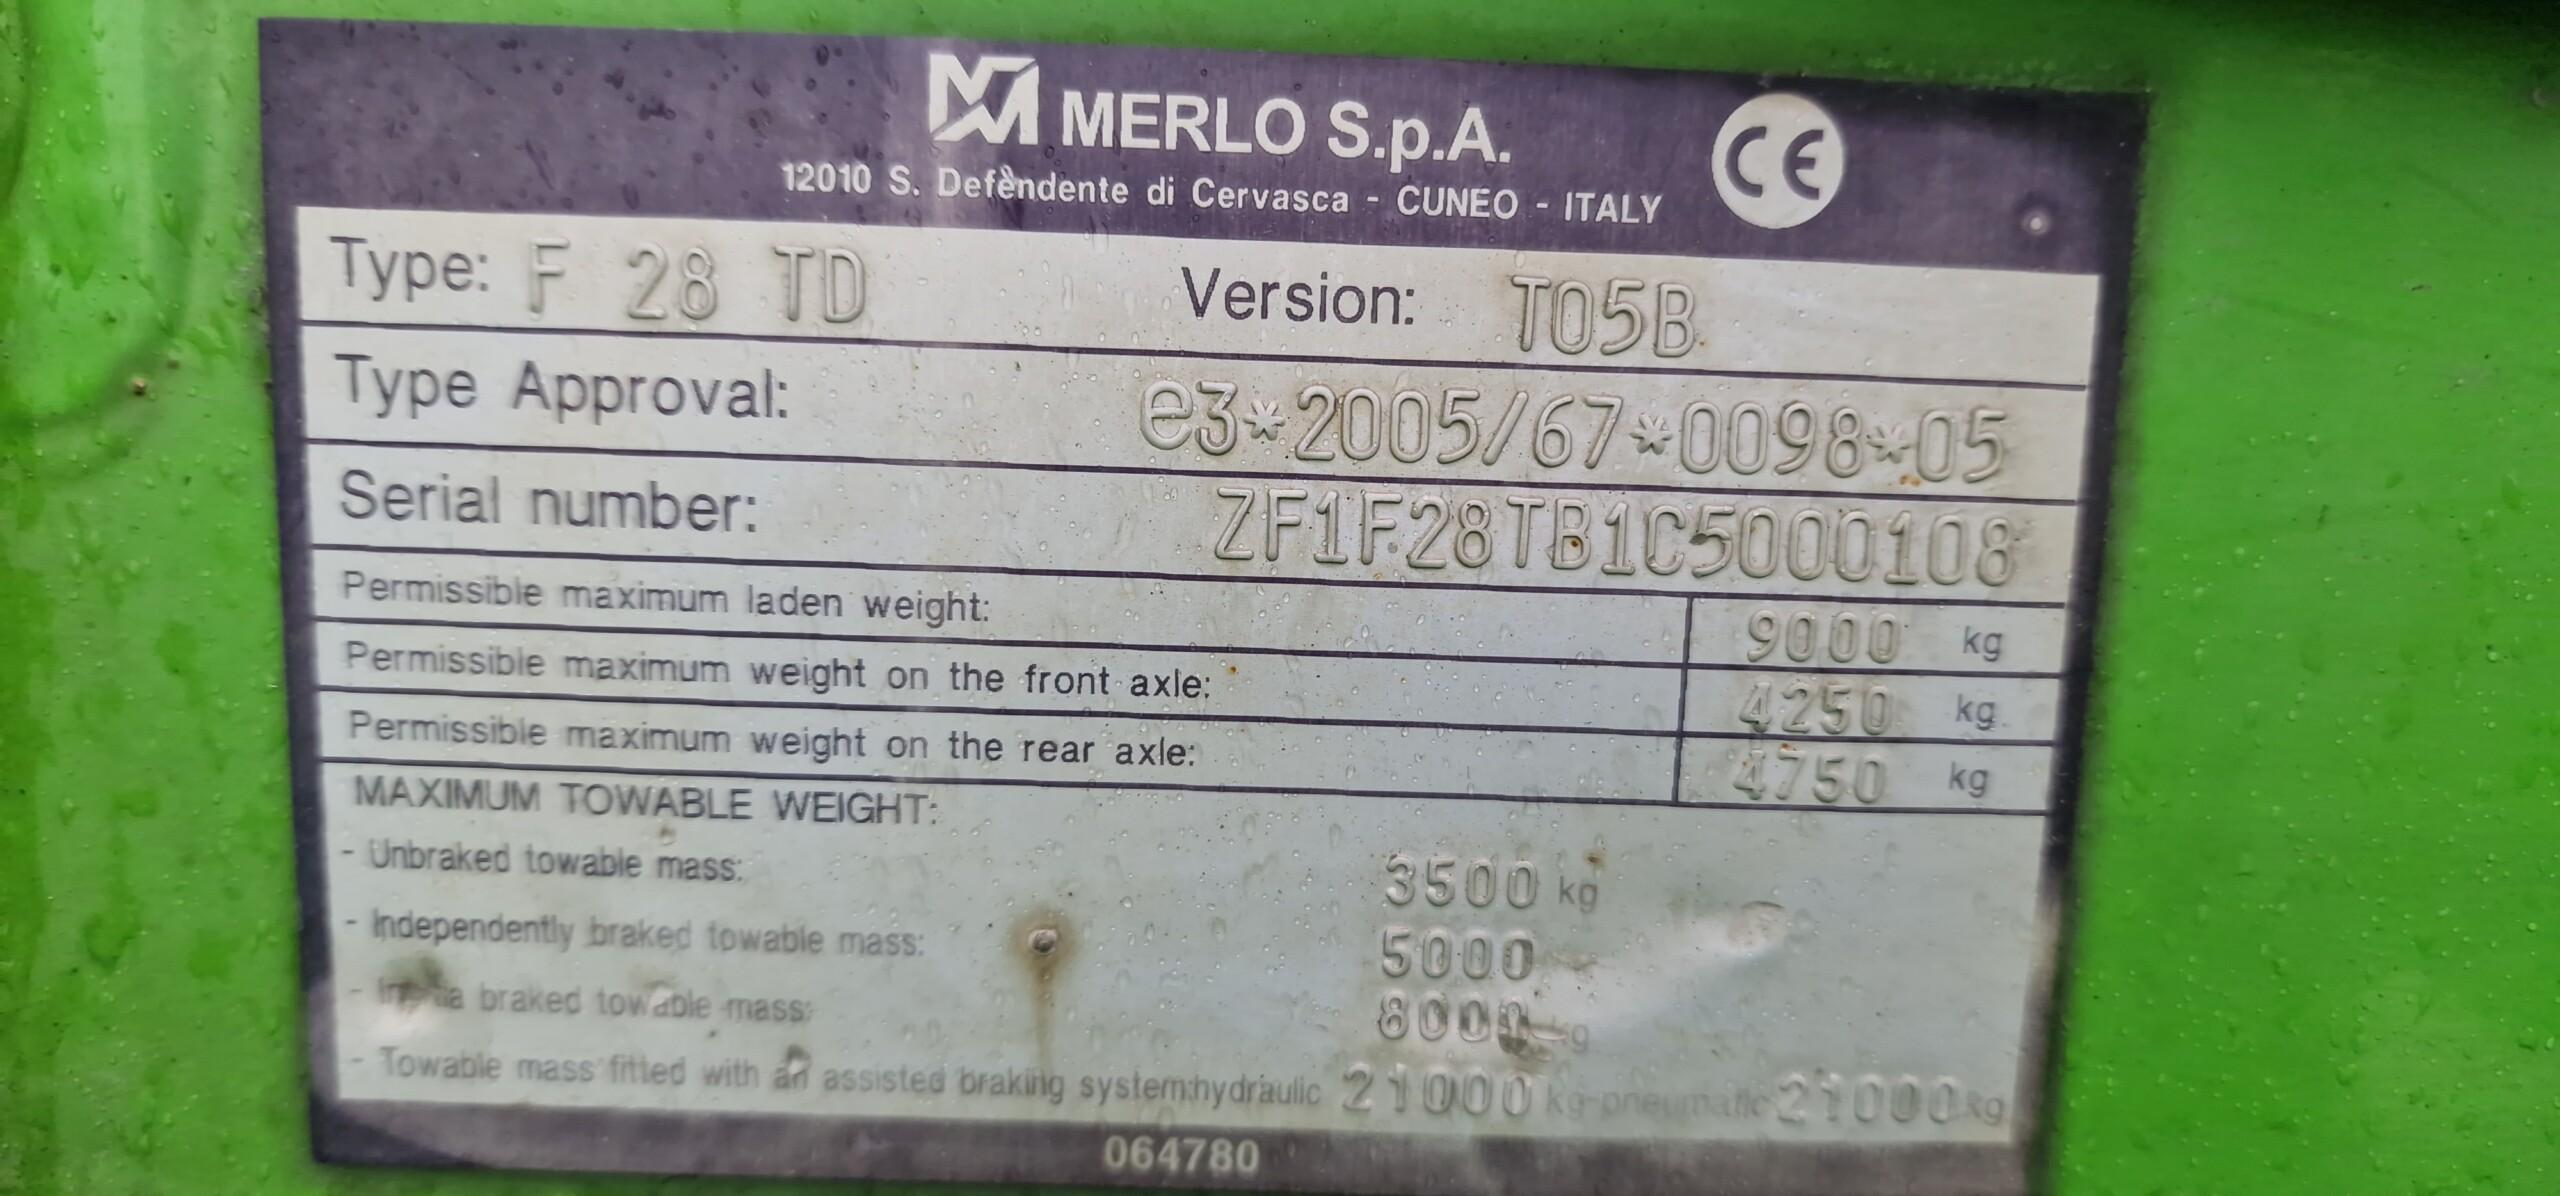 MERLO S.p.A.
CE
12010 S. Defendente di Cervasca - CUNEO - ITALY
Type: F 28 TD Version: T05B
Type Approval: e3*2005/67*0098*05
Serial number: ZF1F28TB1C5000108
Permissible maximum laden weight: 9000 kg
Permissible maximum weight on the front axle: 4250 kg
Permissible maximum weight on the rear axle: 4750 kg
MAXIMUM TOWABLE WEIGHT:
- Unbraked towable mass: 3500 kg
- Independently braked towable mass: 5000
- braked towable mass: 8000 kg
- Towable mass fitted with an assisted braking system:hydraulic 21000 kg-pneumatic 21000 kg
064780